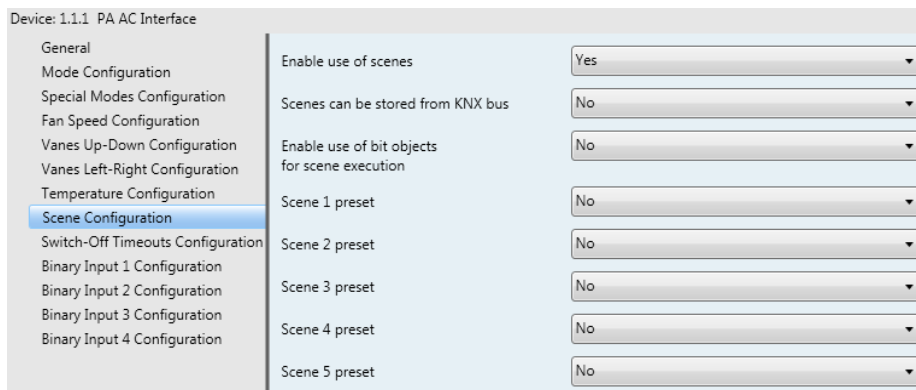 Device: 1.1.1 PA AC Interface
General
Mode Configuration
Special Modes Configuration
Fan Speed Configuration
Vanes Up-Down Configuration
Vanes Left-Right Configuration
Temperature Configuration
Scene Configuration
Switch-Off Timeouts Configuration
Binary Input 1 Configuration
Binary Input 2 Configuration
Binary Input 3 Configuration
Binary Input 4 Configuration
Enable use of scenes Yes
Scenes can be stored from KNX bus No
Enable use of bit objects No
for scene execution
Scene 1 preset No
Scene 2 preset No
Scene 3 preset No
Scene 4 preset No
Scene 5 preset No